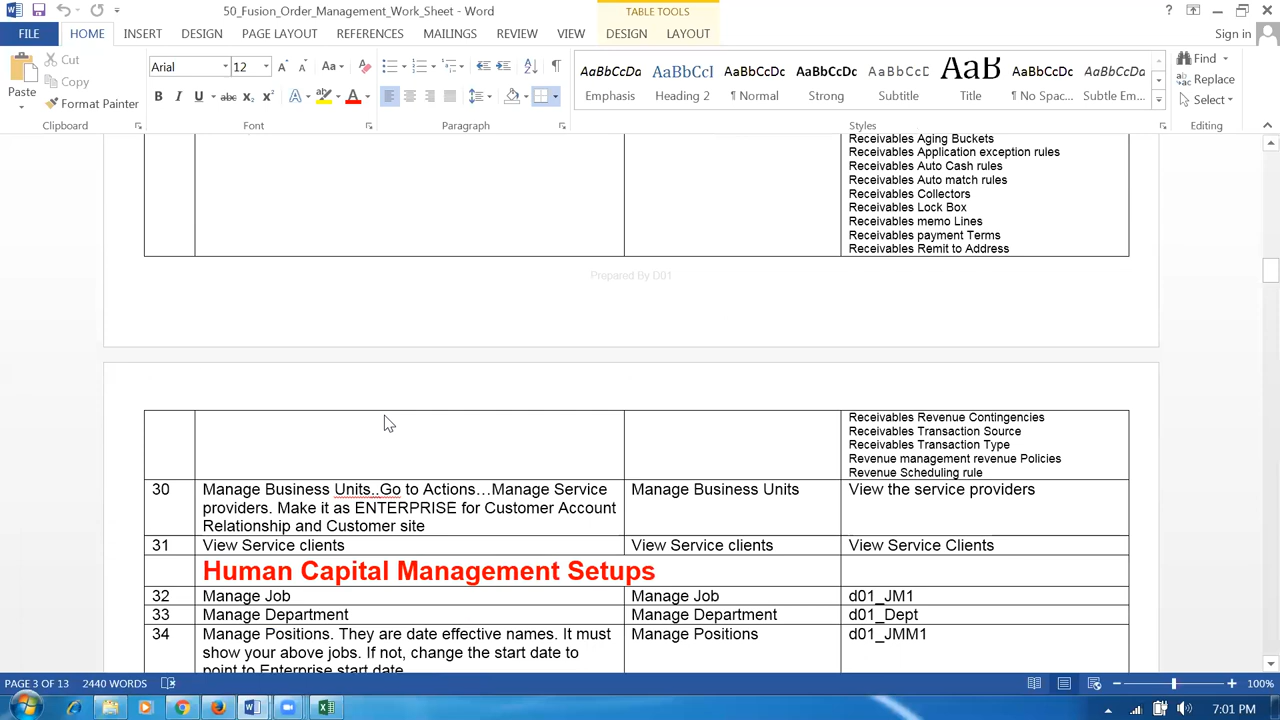 50_Fusion_Order_Management_Work_Sheet - Word
TABLE TOOLS
?
FILE
HOME
INSERT
DESIGN
PAGE LAYOUT
REFERENCES
MAILINGS
REVIEW
VIEW
DESIGN
LAYOUT
Sign in
Paste
Cut
Copy
Format Painter
Clipboard
Arial
12
Font
Paragraph
AaBbCcDa
Emphasis
AaBbCcI
Heading 2
AaBbCcDc
¶ Normal
AaBbCcDc
Strong
AaBbCcD
Subtitle
AaB
Title
AaBbCcDc
¶ No Spac...
AaBbCcDa
Subtle Em...
Styles
Find
Replace
Select
Editing
Receivables Aging Buckets
Receivables Application exception rules
Receivables Auto Cash rules
Receivables Auto match rules
Receivables Collectors
Receivables Lock Box
Receivables memo Lines
Receivables payment Terms
Receivables Remit to Address
Prepared By D01
Receivables Revenue Contingencies
Receivables Transaction Source
Receivables Transaction Type
Revenue management revenue Policies
Revenue Scheduling rule
30
Manage Business Units..Go to Actions…Manage Service
providers. Make it as ENTERPRISE for Customer Account
Relationship and Customer site
Manage Business Units
View the service providers
31
View Service clients
View Service clients
View Service Clients
Human Capital Management Setups
32
Manage Job
Manage Job
d01_JM1
33
Manage Department
Manage Department
d01_Dept
34
Manage Positions. They are date effective names. It must
show your above jobs. If not, change the start date to
point to Enterprise start date
Manage Positions
d01_JMM1
PAGE 3 OF 13
2440 WORDS
100%
7:01 PM